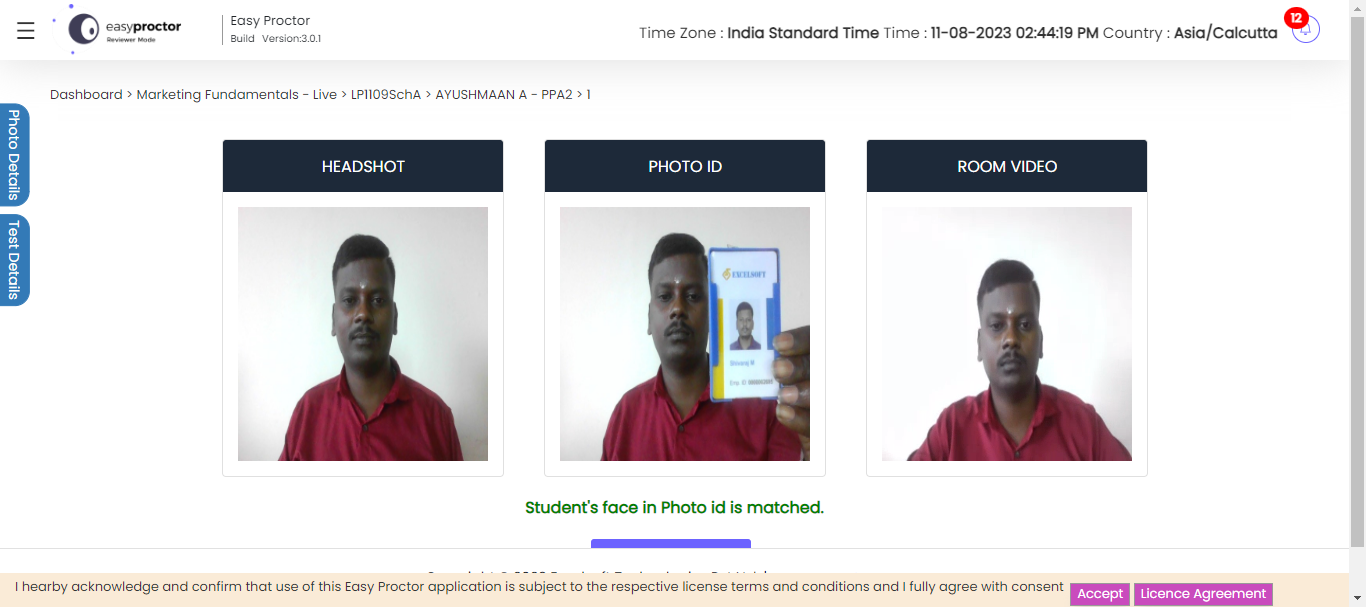 easyproctor
Reviewer Mode
Easy Proctor
Build Version:3.0.1
Time Zone : India Standard Time Time : 11-08-2023 02:44:19 PM Country : Asia/Calcutta
12
Dashboard > Marketing Fundamentals - Live > LP1109SchA > AYUSHMAAN A - PPA2 > 1
Photo Details
Test Details
HEADSHOT
PHOTO ID
ROOM VIDEO
EXCELSOFT
Emp. ID
Student's face in Photo id is matched.
I hearby acknowledge and confirm that use of this Easy Proctor application is subject to the respective license terms and conditions and I fully agree with consent
Accept
Licence Agreement